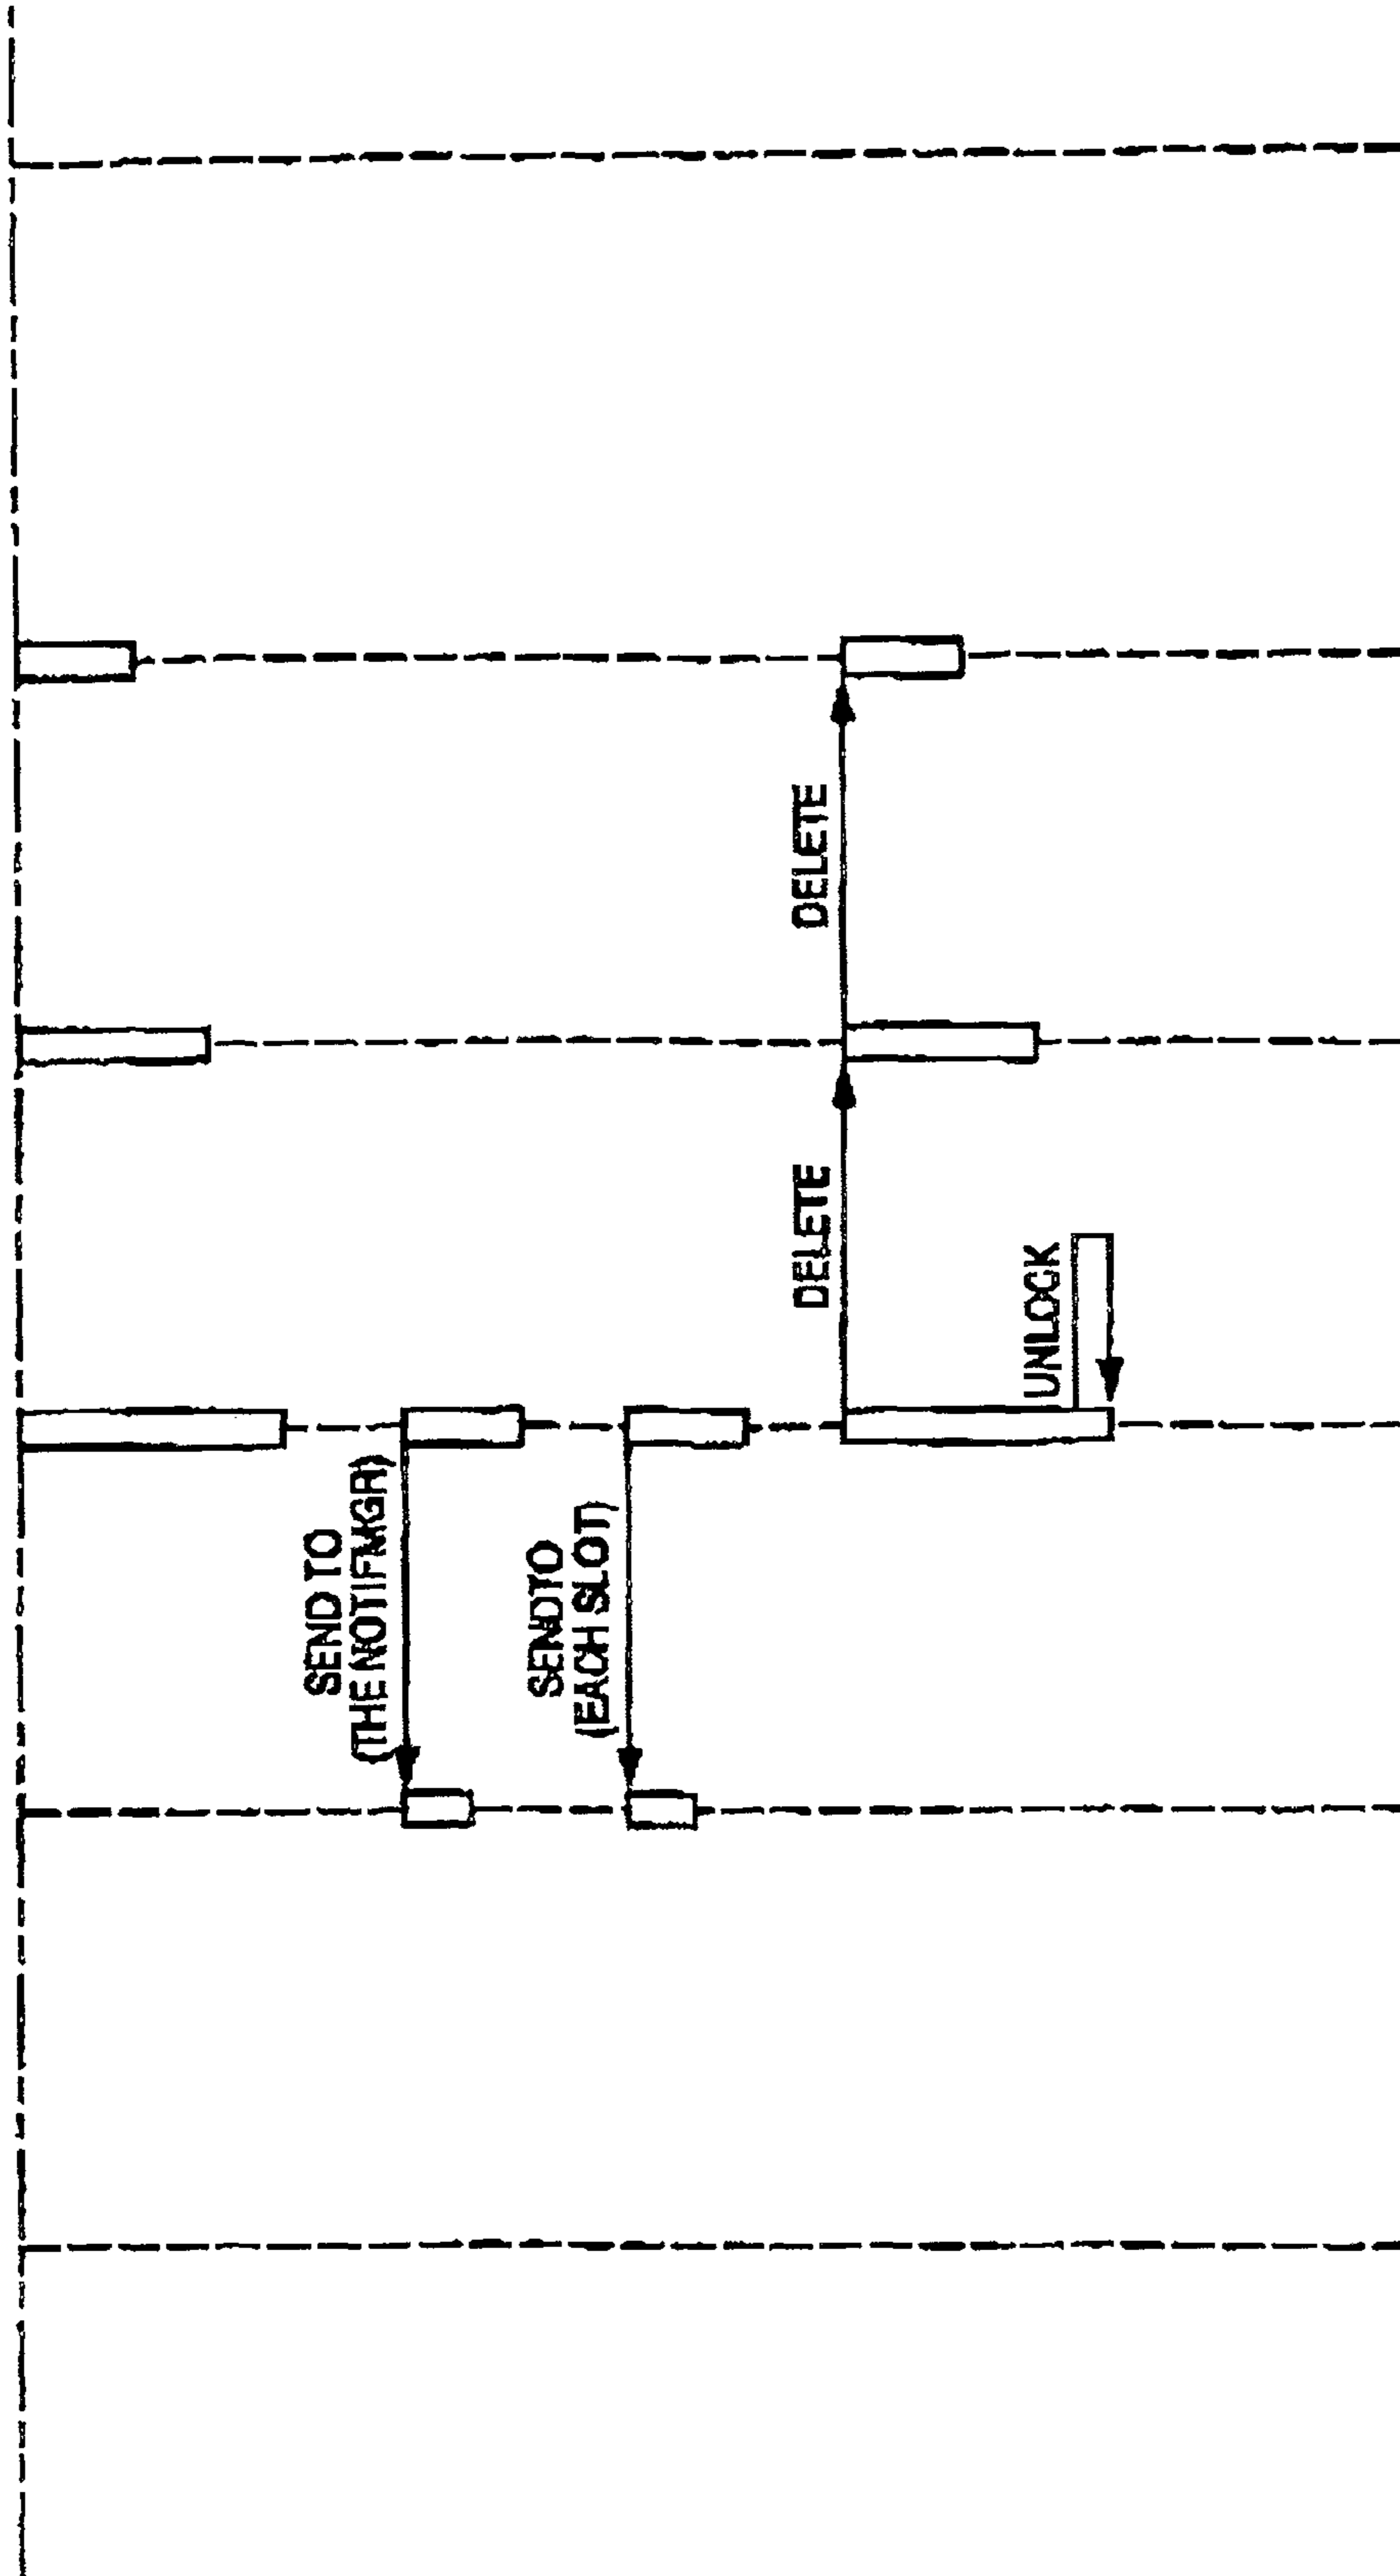 SEND TO
(THE NOTIFMGR)
SENDTO
(EACH SLOT)
DELETE
DELETE
UNLOCK